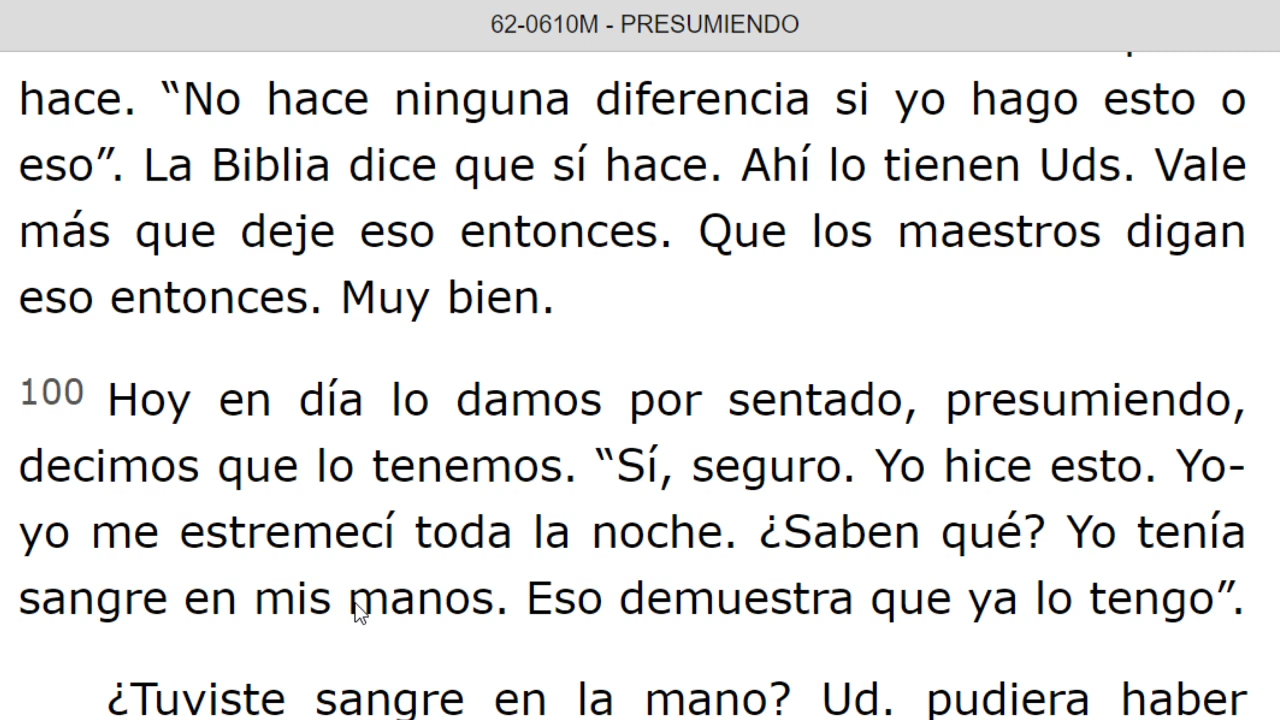 62-0610M - PRESUMIENDO
hace. “No hace ninguna diferencia si yo hago esto o
eso”. La Biblia dice que sí hace. Ahí lo tienen Uds. Vale
más que deje eso entonces. Que los maestros digan
eso entonces. Muy bien.
100 Hoy en día lo damos por sentado, presumiendo,
decimos que lo tenemos. “Sí, seguro. Yo hice esto. Yo-
yo me estremecí toda la noche. ¿Saben qué? Yo tenía
sangre en mis manos. Eso demuestra que ya lo tengo”.
¿Tuviste sangre en la mano? Ud. pudiera haber